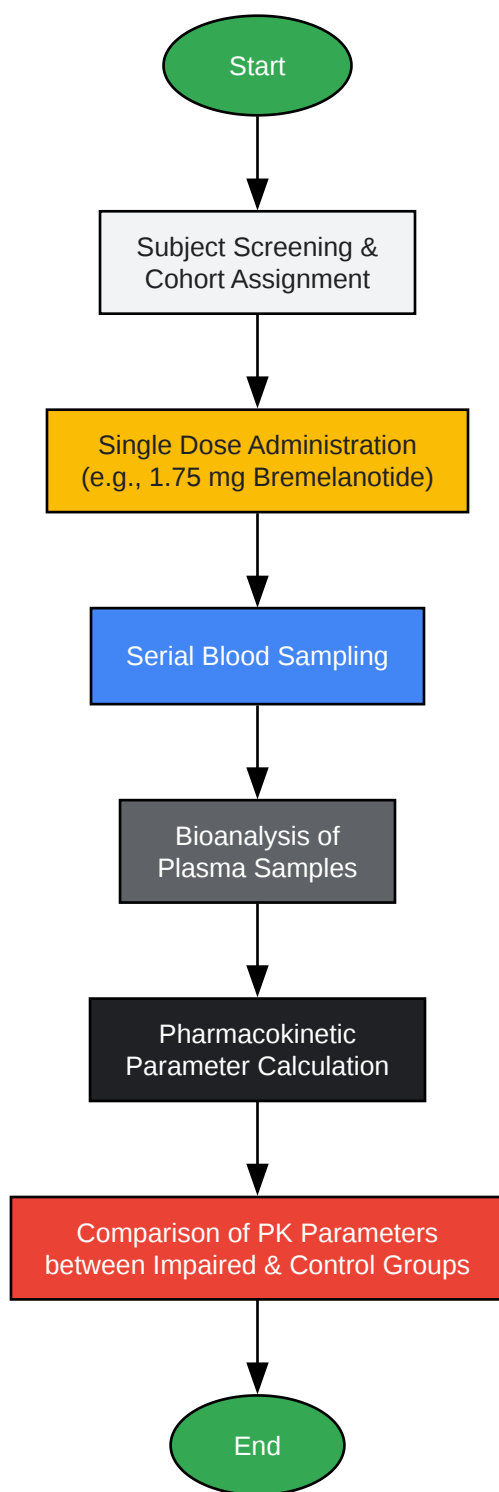 Start
Subject Screening &
Cohort Assignment
Single Dose Administration
(e.g., 1.75 mg Bremelanotide)
Serial Blood Sampling
Bioanalysis of
Plasma Samples
Pharmacokinetic
Parameter Calculation
Comparison of PK Parameters
between Impaired & Control Groups
End